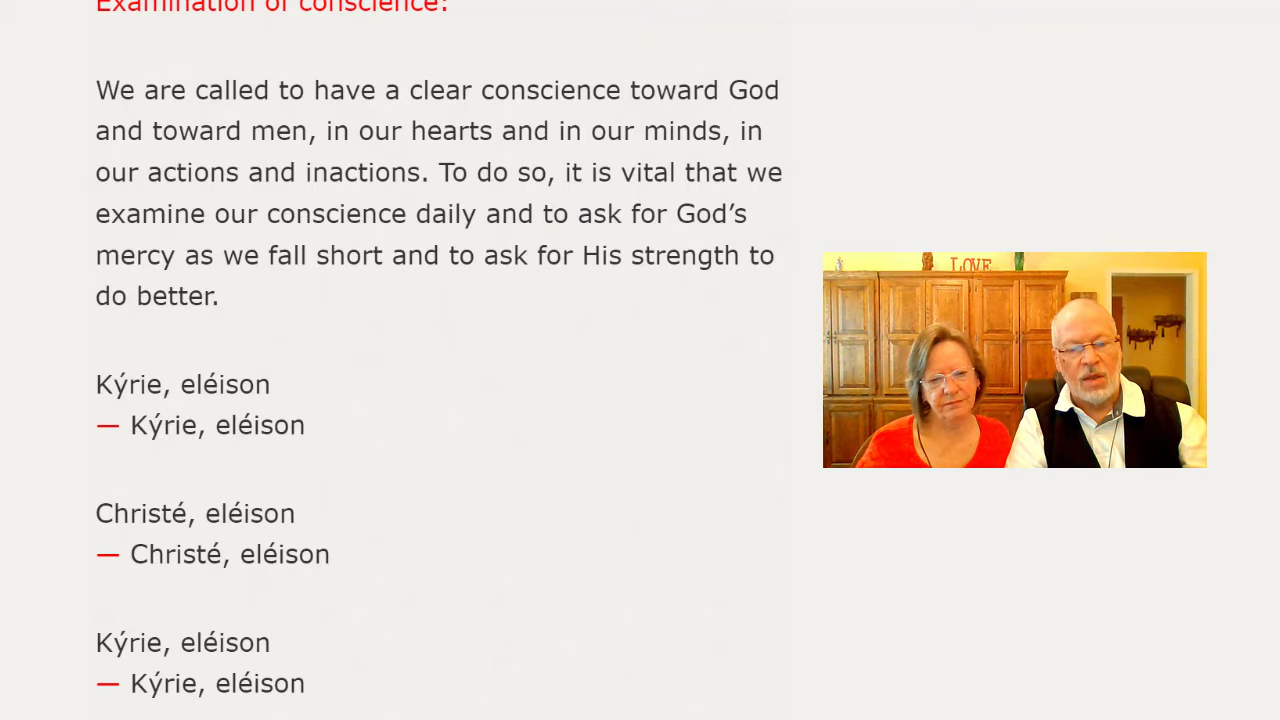 Examination of conscience:
We are called to have a clear conscience toward God
and toward men, in our hearts and in our minds, in
our actions and inactions. To do so, it is vital that we
examine our conscience daily and to ask for God’s
mercy as we fall short and to ask for His strength to
do better.
Kýrie, eléison
— Kýrie, eléison
Christé, eléison
— Christé, eléison
Kýrie, eléison
— Kýrie, eléison
LOVE